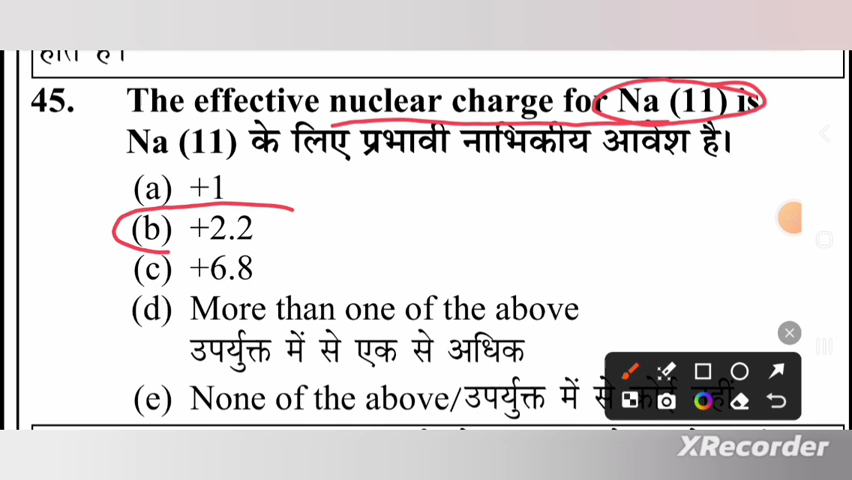 होते हैं।
45. The effective nuclear charge for Na (11) is
Na (11) के लिए प्रभावी नाभिकीय आवेश है।
(a) +1
(b) +2.2
(c) +6.8
(d) More than one of the above
उपर्युक्त में से एक से अधिक
(e) None of the above/उपर्युक्त में से कोई नहीं
XRecorder